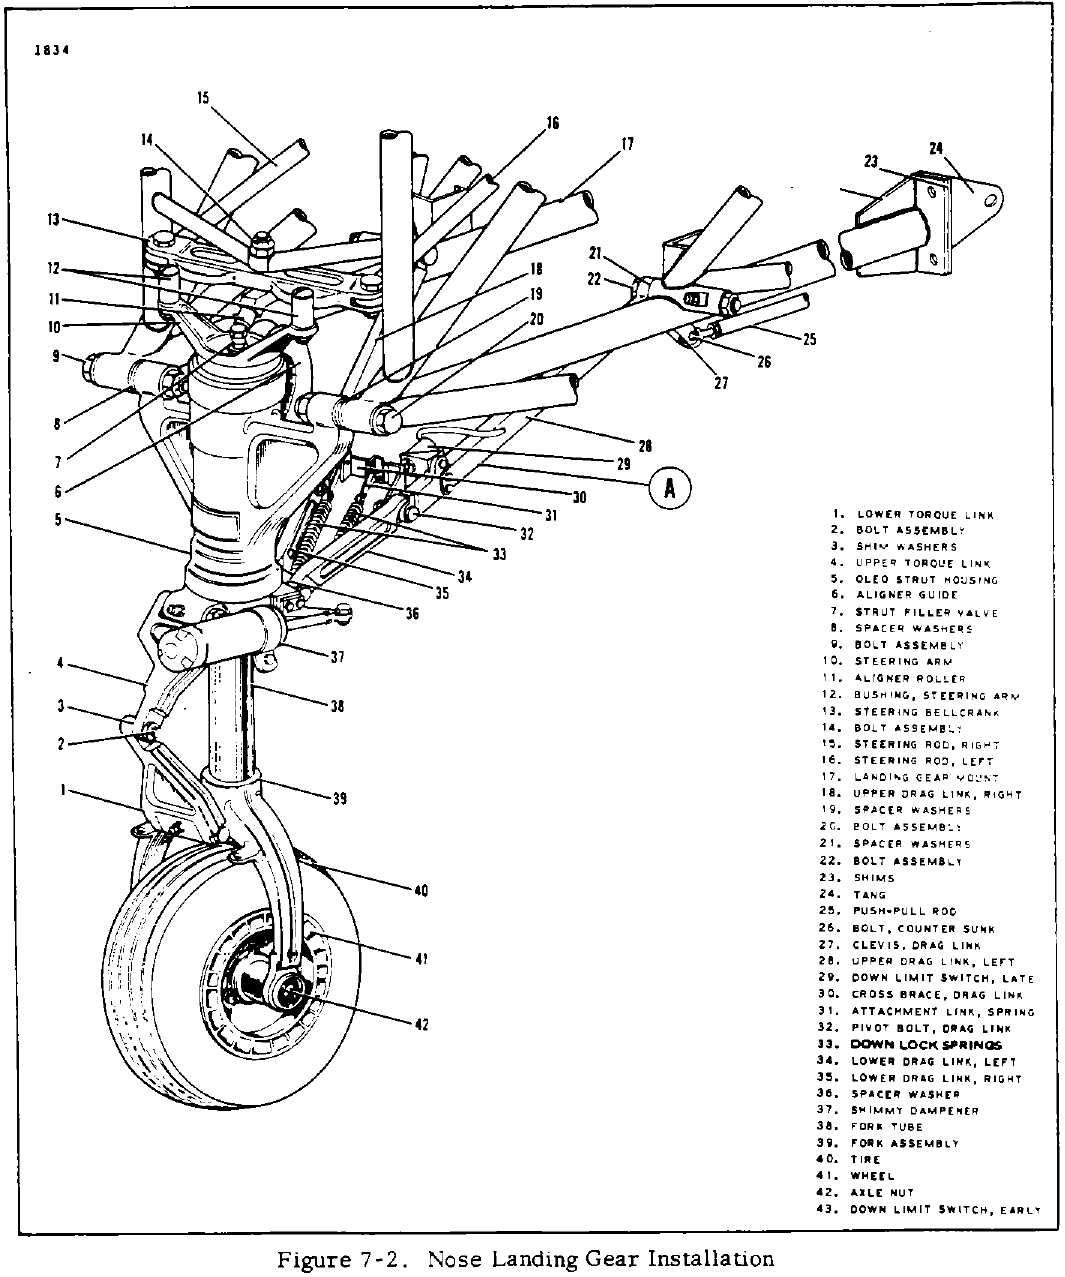 1834
15
14
16
17
23
24
13
12
11
10
9
8
7
6
5
18
19
20
21
22
25
26
27
28
29
30
A
31
32
33
34
35
36
37
4
38
3
2
1
39
40
41
42
1. LOWER TORQUE LINK
2. BOLT ASSEMBLY
3. SHIM WASHERS
4. UPPER TORQUE LINK
5. OLEO STRUT HOUSING
6. ALIGNER GUIDE
7. STRUT FILLER VALVE
8. SPACER WASHERS
9. BOLT ASSEMBLY
10. STEERING ARM
11. ALIGNER ROLLER
12. BUSHING, STEERING ARM
13. STEERING BELLCRANK
14. BOLT ASSEMBLY
15. STEERING ROD, RIGHT
16. STEERING ROD, LEFT
17. LANDING GEAR MOUNT
18. UPPER DRAG LINK, RIGHT
19. SPACER WASHERS
20. BOLT ASSEMBLY
21. SPACER WASHERS
22. BOLT ASSEMBLY
23. SHIMS
24. TANG
25. PUSH-PULL ROD
26. BOLT, COUNTER SUNK
27. CLEVIS, DRAG LINK
28. UPPER DRAG LINK, LEFT
29. DOWN LIMIT SWITCH, LATE
30. CROSS BRACE, DRAG LINK
31. ATTACHMENT LINK, SPRING
32. PIVOT BOLT, DRAG LINK
33. DOWN LOCK SPRINGS
34. LOWER DRAG LINK, LEFT
35. LOWER DRAG LINK, RIGHT
36. SPACER WASHER
37. SHIMMY DAMPENER
38. FORK TUBE
39. FORK ASSEMBLY
40. TIRE
41. WHEEL
42. AXLE NUT
43. DOWN LIMIT SWITCH, EARLY
Figure 7-2. Nose Landing Gear Installation